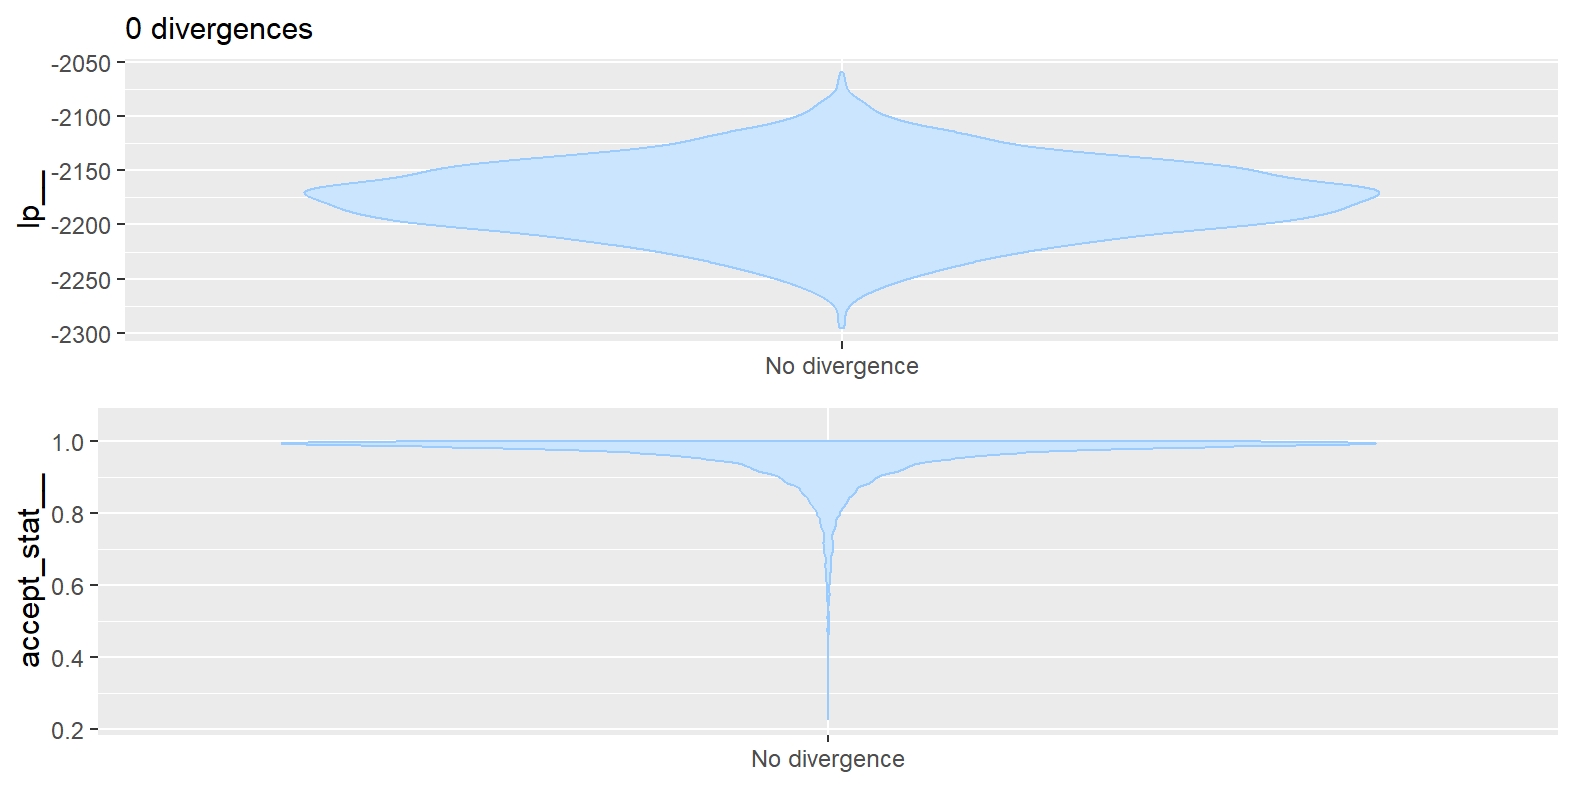 0 divergences
-2050
-2100
-2150
-2200
-2250
-2300
lp__
No divergence
1.0
0.8
0.6
0.4
0.2
accept_stat__
No divergence